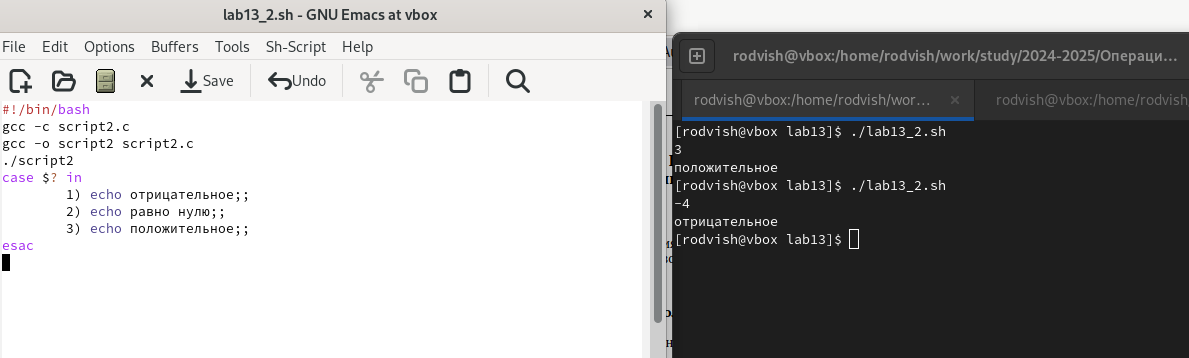 lab13_2.sh - GNU Emacs at vbox
File Edit Options Buffers Tools Sh-Script Help
Save Undo
#!/bin/bash
gcc -c script2.c
gcc -o script2 script2.c
./script2
case $? in
1) echo отрицательное;;
2) echo равно нулю;;
3) echo положительное;;
esac
rodvish@vbox:/home/rodvish/work/study/2024-2025/Операци...
rodvish@vbox:/home/rodvish/wor...
rodvish@vbox:/home/rodvish
[rodvish@vbox lab13]$ ./lab13_2.sh
3
положительное
[rodvish@vbox lab13]$ ./lab13_2.sh
-4
отрицательное
[rodvish@vbox lab13]$